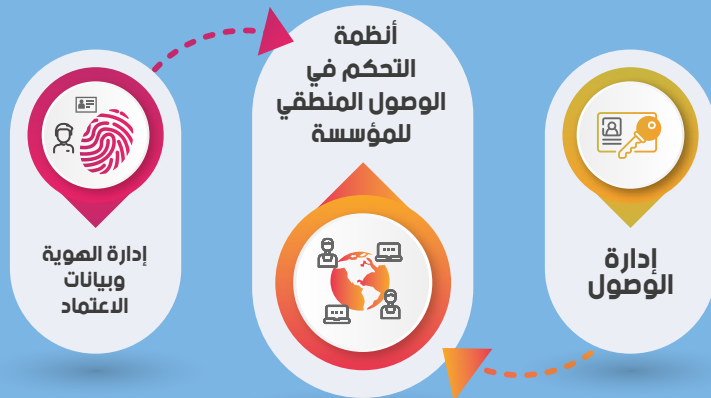 أنظمة
التحكم في
الوصول المنطقي
للمؤسسة
إدارة
الوصول
إدارة الهوية
وبيانات
الاعتماد